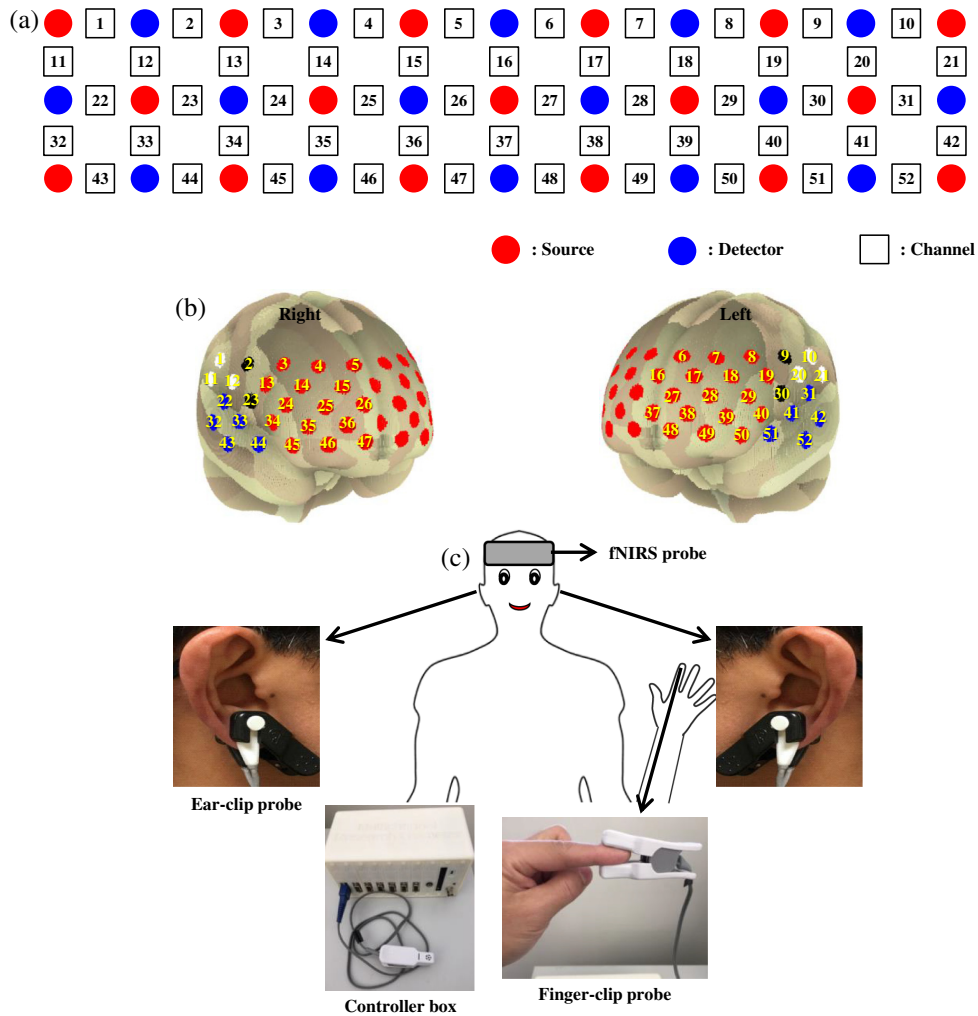 (a)
1 2 3 4 5 6 7 8 9 10
11 12 13 14 15 16 17 18 19 20 21
22 23 24 25 26 27 28 29 30 31
32 33 34 35 36 37 38 39 40 41 42
43 44 45 46 47 48 49 50 51 52
: Source : Detector : Channel
(b)
Right
1 2 3 4 5
11 12 13 14 15
22 23 24 25 26
32 33 34 35 36
43 44 45 46 47
Left
6 7 8 9 10
16 17 18 19 20 21
27 28 29 30 31
37 38 39 40 41 42
48 49 50 51 52
(c)
fNIRS probe
Ear-clip probe
Controller box
Finger-clip probe